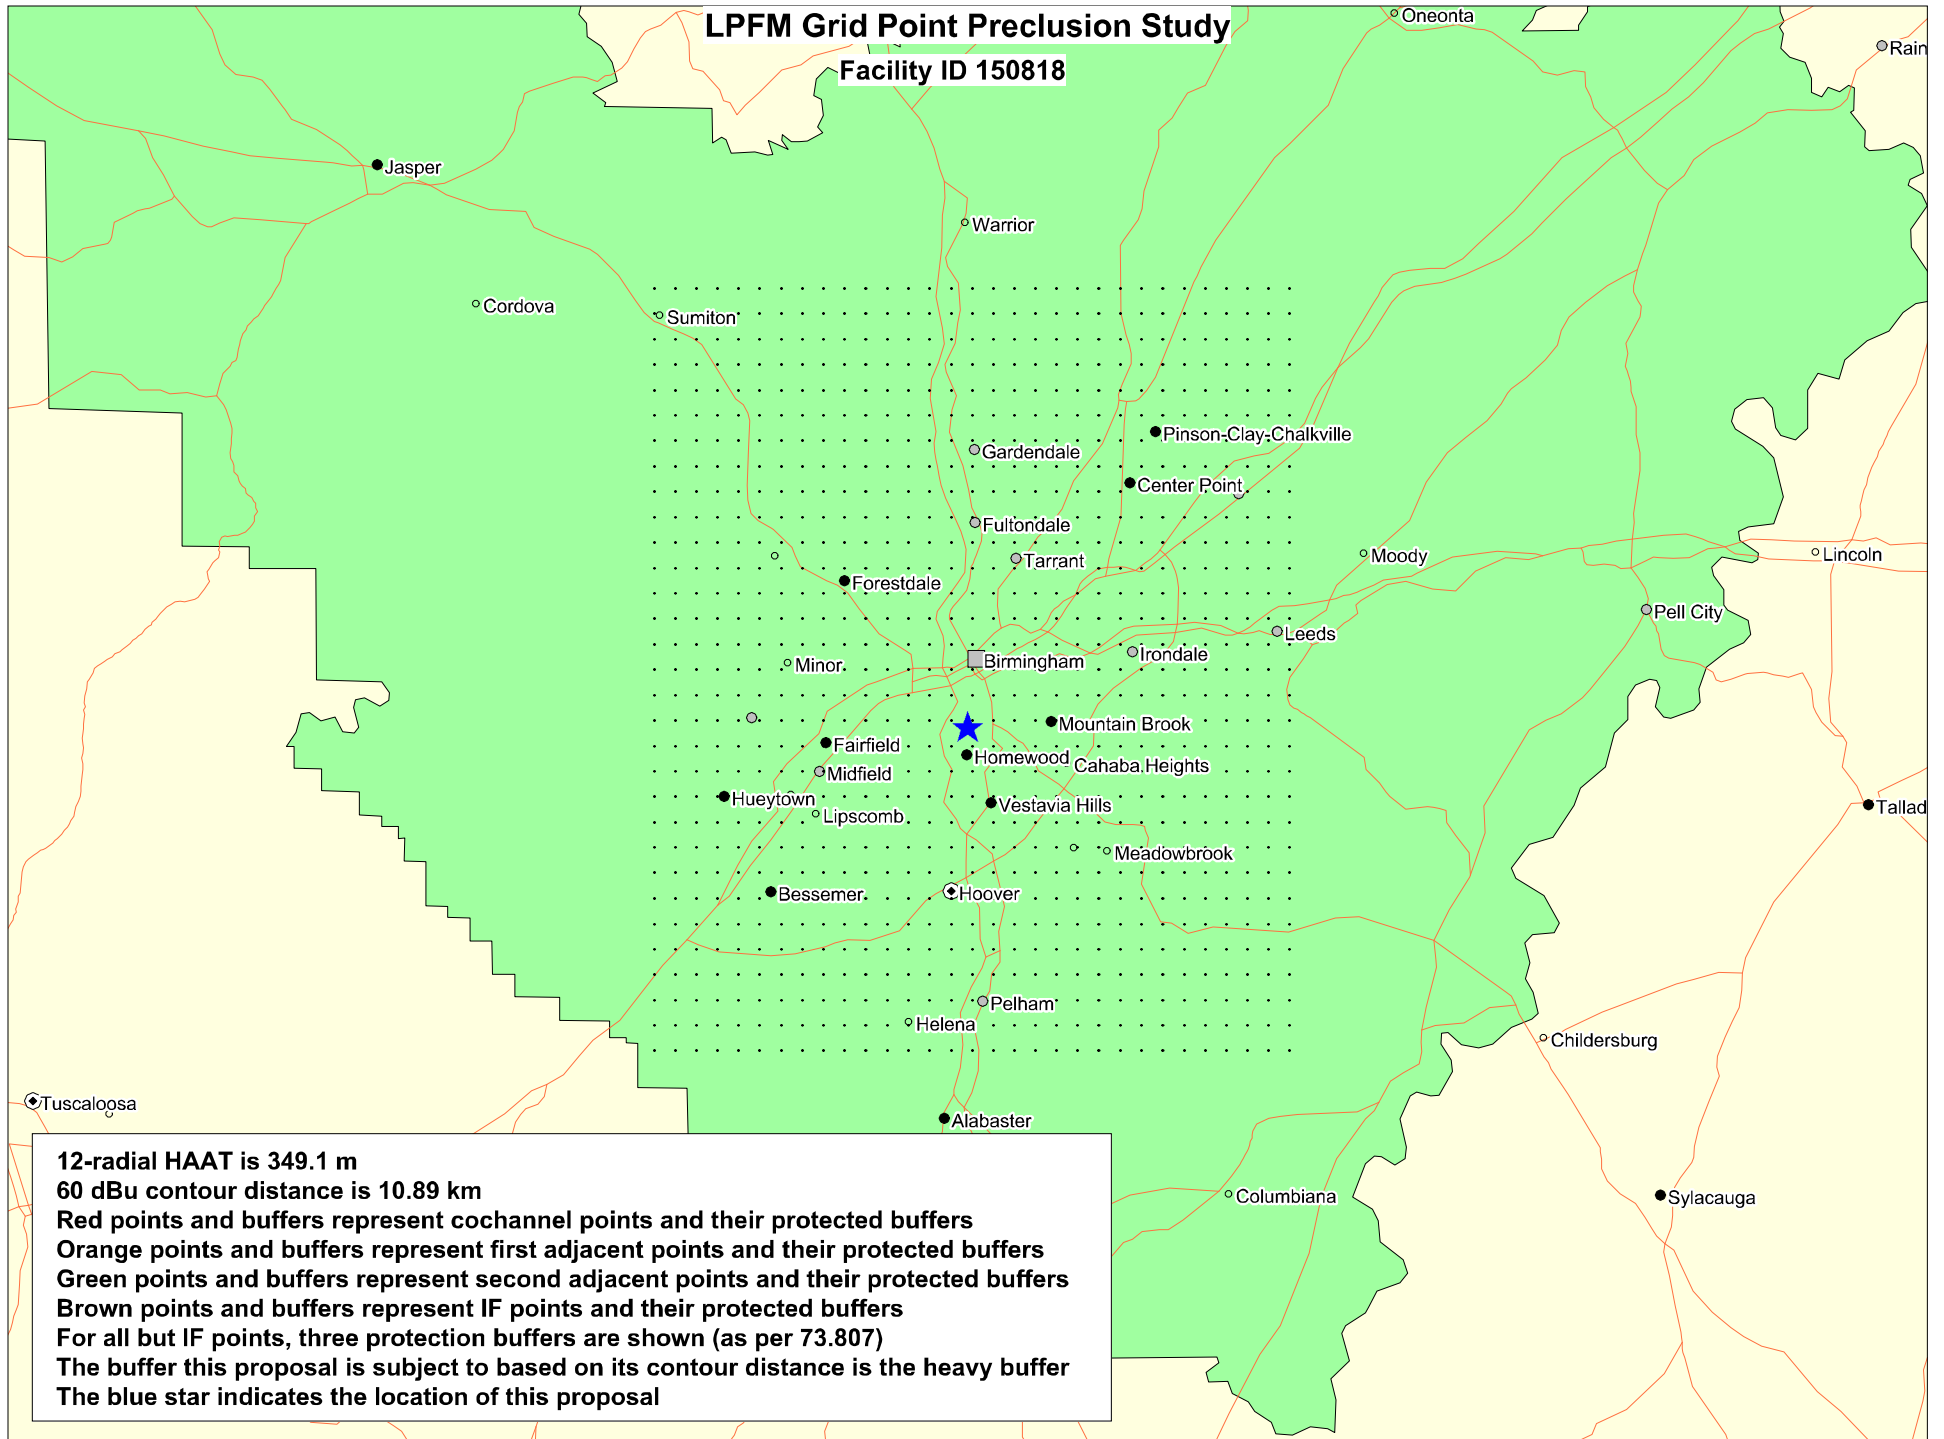 LPFM Grid Point Preclusion Study
Facility ID 150818
Oneonta
Rain
Jasper
Warrior
Cordova
Sumiton
Pinson-Clay-Chalkville
Gardendale
Center Point
Fultondale
Tarrant
Moody
Lincoln
Forestdale
Pell City
Leeds
Birmingham
Irondale
Minor
Mountain Brook
Fairfield
Homewood
Cahaba Heights
Midfield
Hueytown
Vestavia Hills
Tallad
Lipscomb
Meadowbrook
Bessemer
Hoover
Pelham
Helena
Childersburg
Tuscaloosa
Alabaster
Columbiana
Sylacauga
12-radial HAAT is 349.1 m
60 dBu contour distance is 10.89 km
Red points and buffers represent cochannel points and their protected buffers
Orange points and buffers represent first adjacent points and their protected buffers
Green points and buffers represent second adjacent points and their protected buffers
Brown points and buffers represent IF points and their protected buffers
For all but IF points, three protection buffers are shown (as per 73.807)
The buffer this proposal is subject to based on its contour distance is the heavy buffer
The blue star indicates the location of this proposal